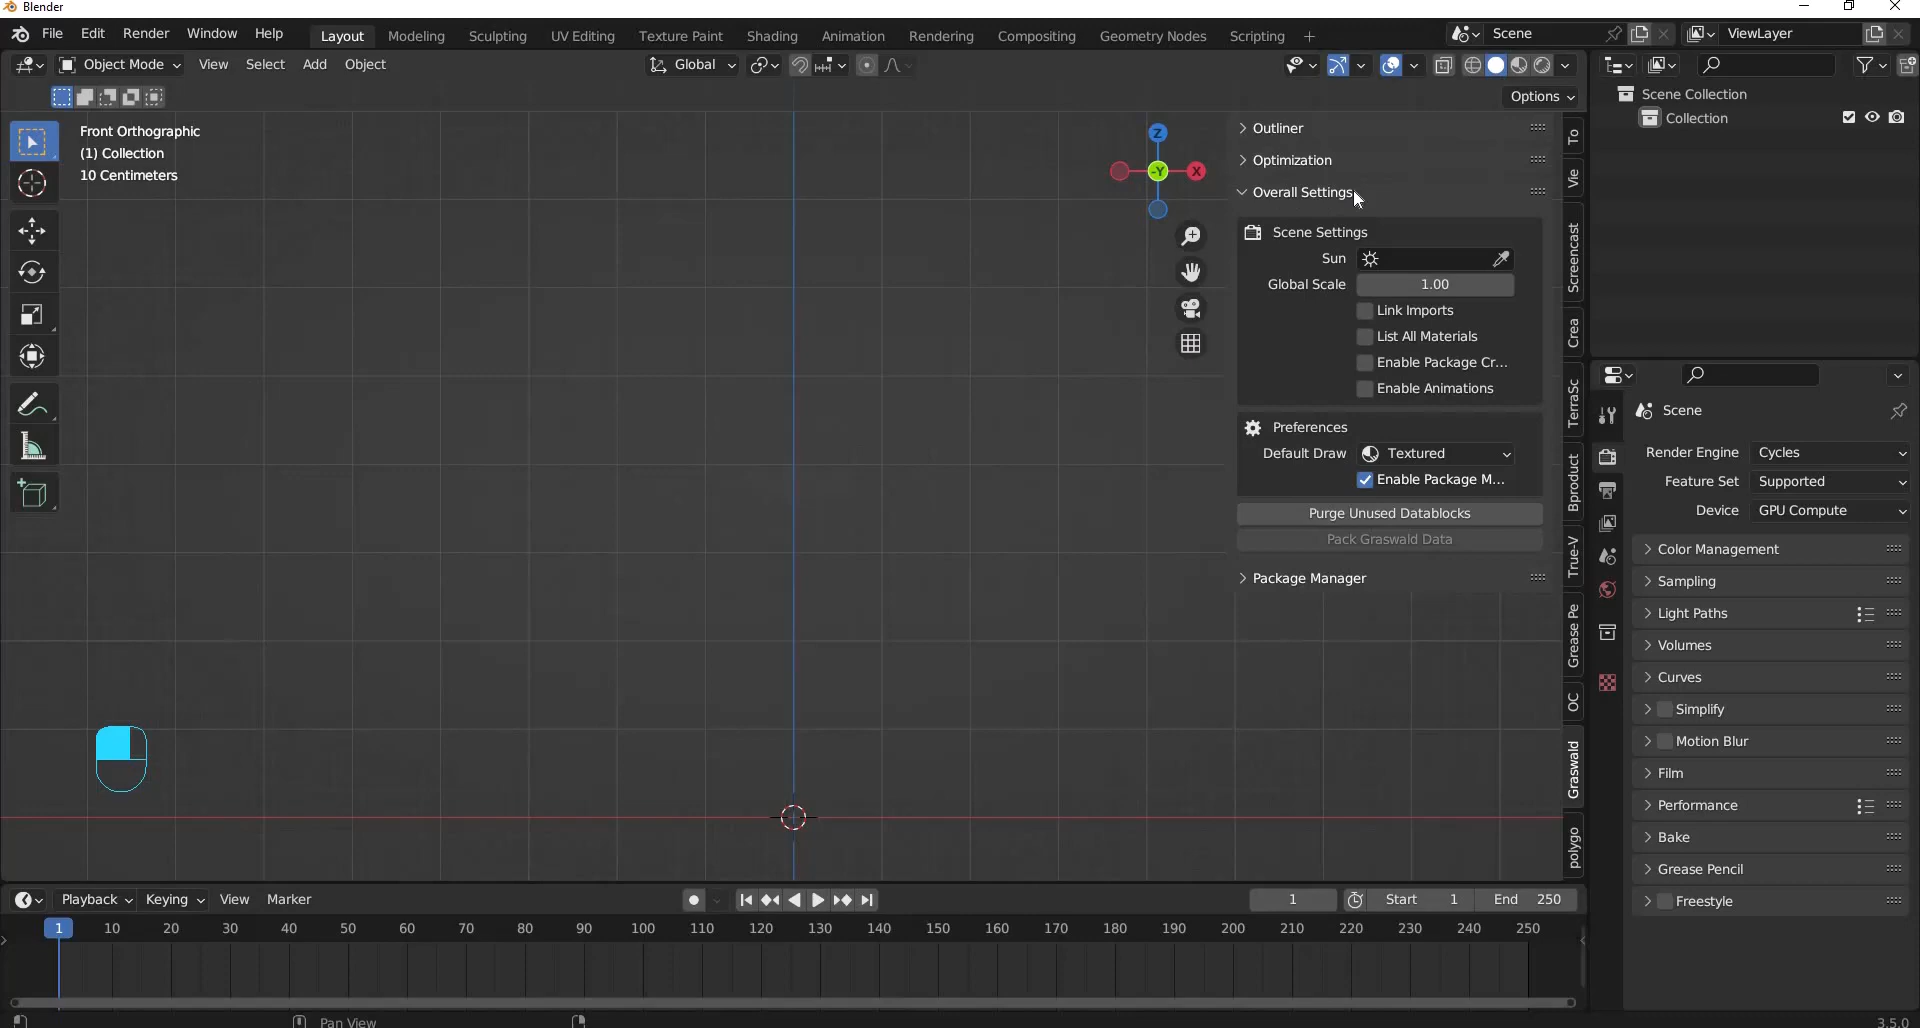 Blender
File Edit Render Window Help
Layout Modeling Sculpting UV Editing Texture Paint Shading Animation Rendering Compositing Geometry Nodes Scripting +
Scene
ViewLayer
Object Mode View Select Add Object
Global
Options
Front Orthographic
(1) Collection
10 Centimeters
Z
-Y
X
Outliner
Optimization
Overall Settings
Scene Settings
Sun
Global Scale 1.00
Link Imports
List All Materials
Enable Package Cr...
Enable Animations
Preferences
Default Draw Textured
Enable Package M...
Purge Unused Datablocks
Pack Graswald Data
Package Manager
To
Vie
Screencast
Crea
TerraSc
Bproduct
True-V
Grease Pe
OC
Graswald
polygo
Scene Collection
Collection
Scene
Render Engine Cycles
Feature Set Supported
Device GPU Compute
Color Management
Sampling
Light Paths
Volumes
Curves
Simplify
Motion Blur
Film
Performance
Bake
Grease Pencil
Freestyle
Playback Keying View Marker
1 Start 1 End 250
1 10 20 30 40 50 60 70 80 90 100 110 120 130 140 150 160 170 180 190 200 210 220 230 240 250
Pan View
3.5.0